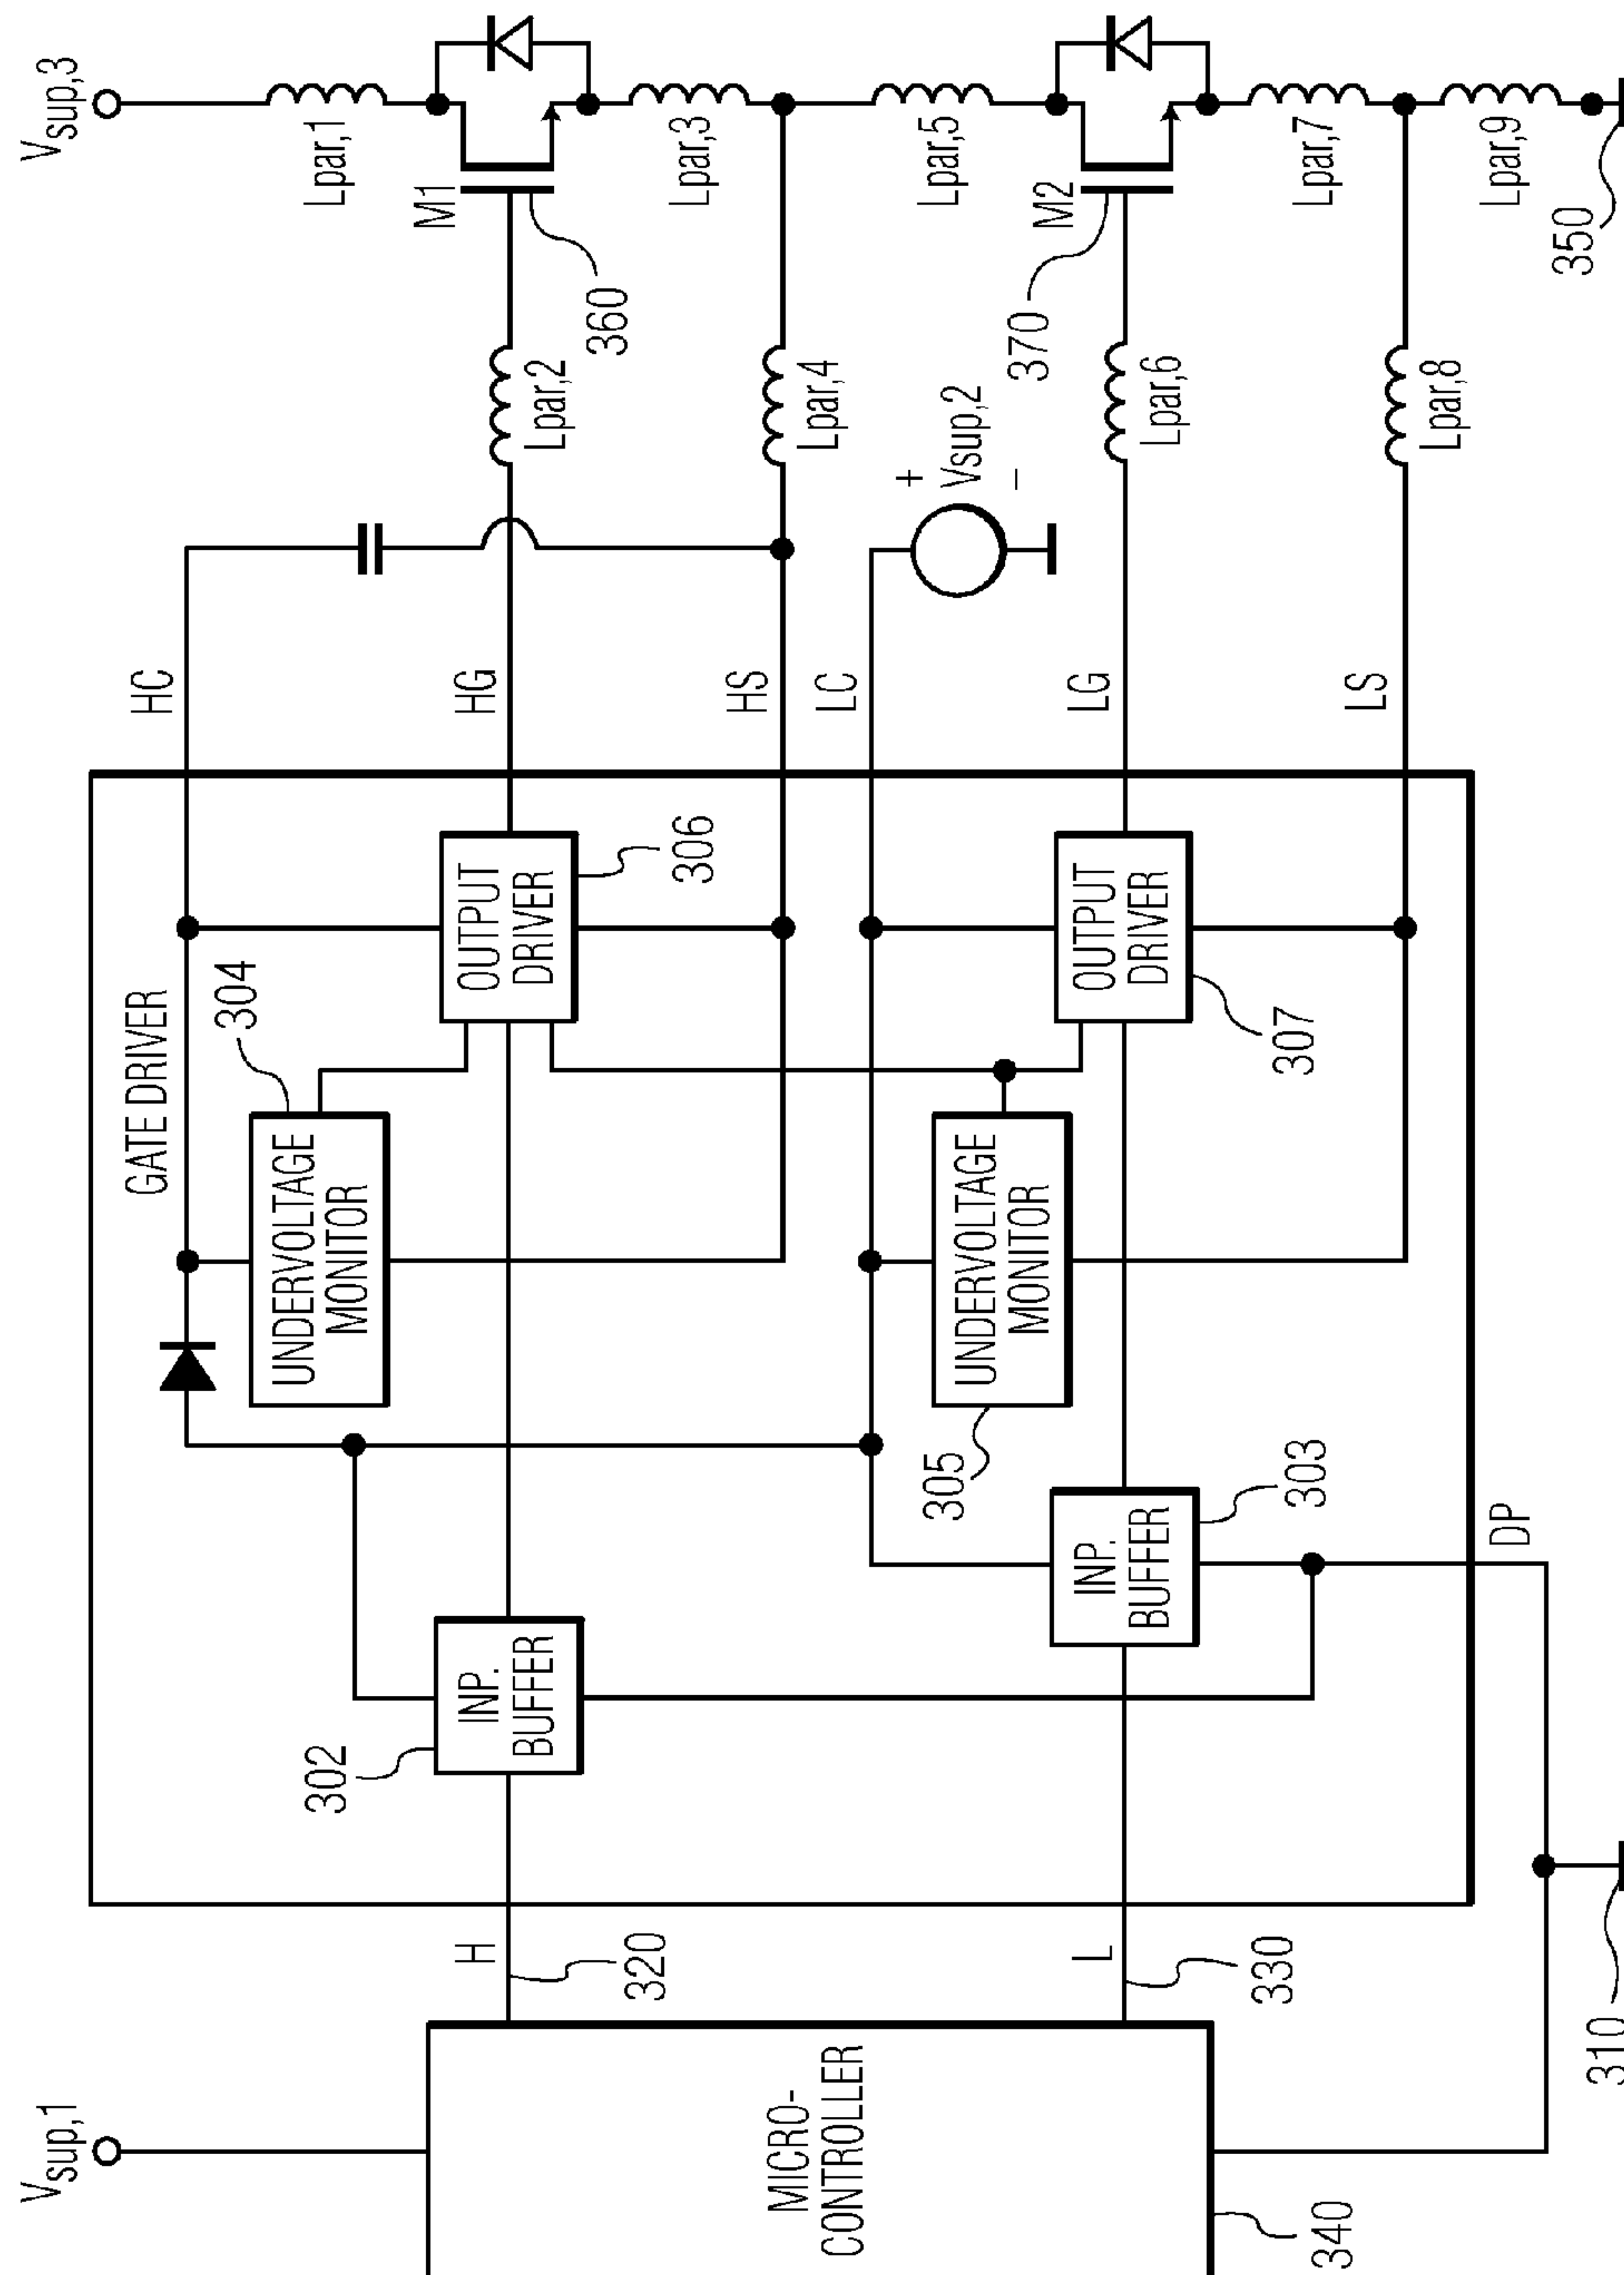 Vsup,1
Vsup,3
MICRO-
CONTROLLER
340
H
320
L
330
310
302
INP.
BUFFER
INP.
BUFFER
303
DP
GATE DRIVER
304
UNDERVOLTAGE
MONITOR
305
UNDERVOLTAGE
MONITOR
OUTPUT
DRIVER
306
OUTPUT
DRIVER
307
HC
HG
HS
LC
LG
LS
+
Vsup,2
–
Lpar,1
M1
Lpar,2
360
Lpar,3
Lpar,4
Lpar,5
M2
370
Lpar,6
Lpar,7
Lpar,8
Lpar,9
350